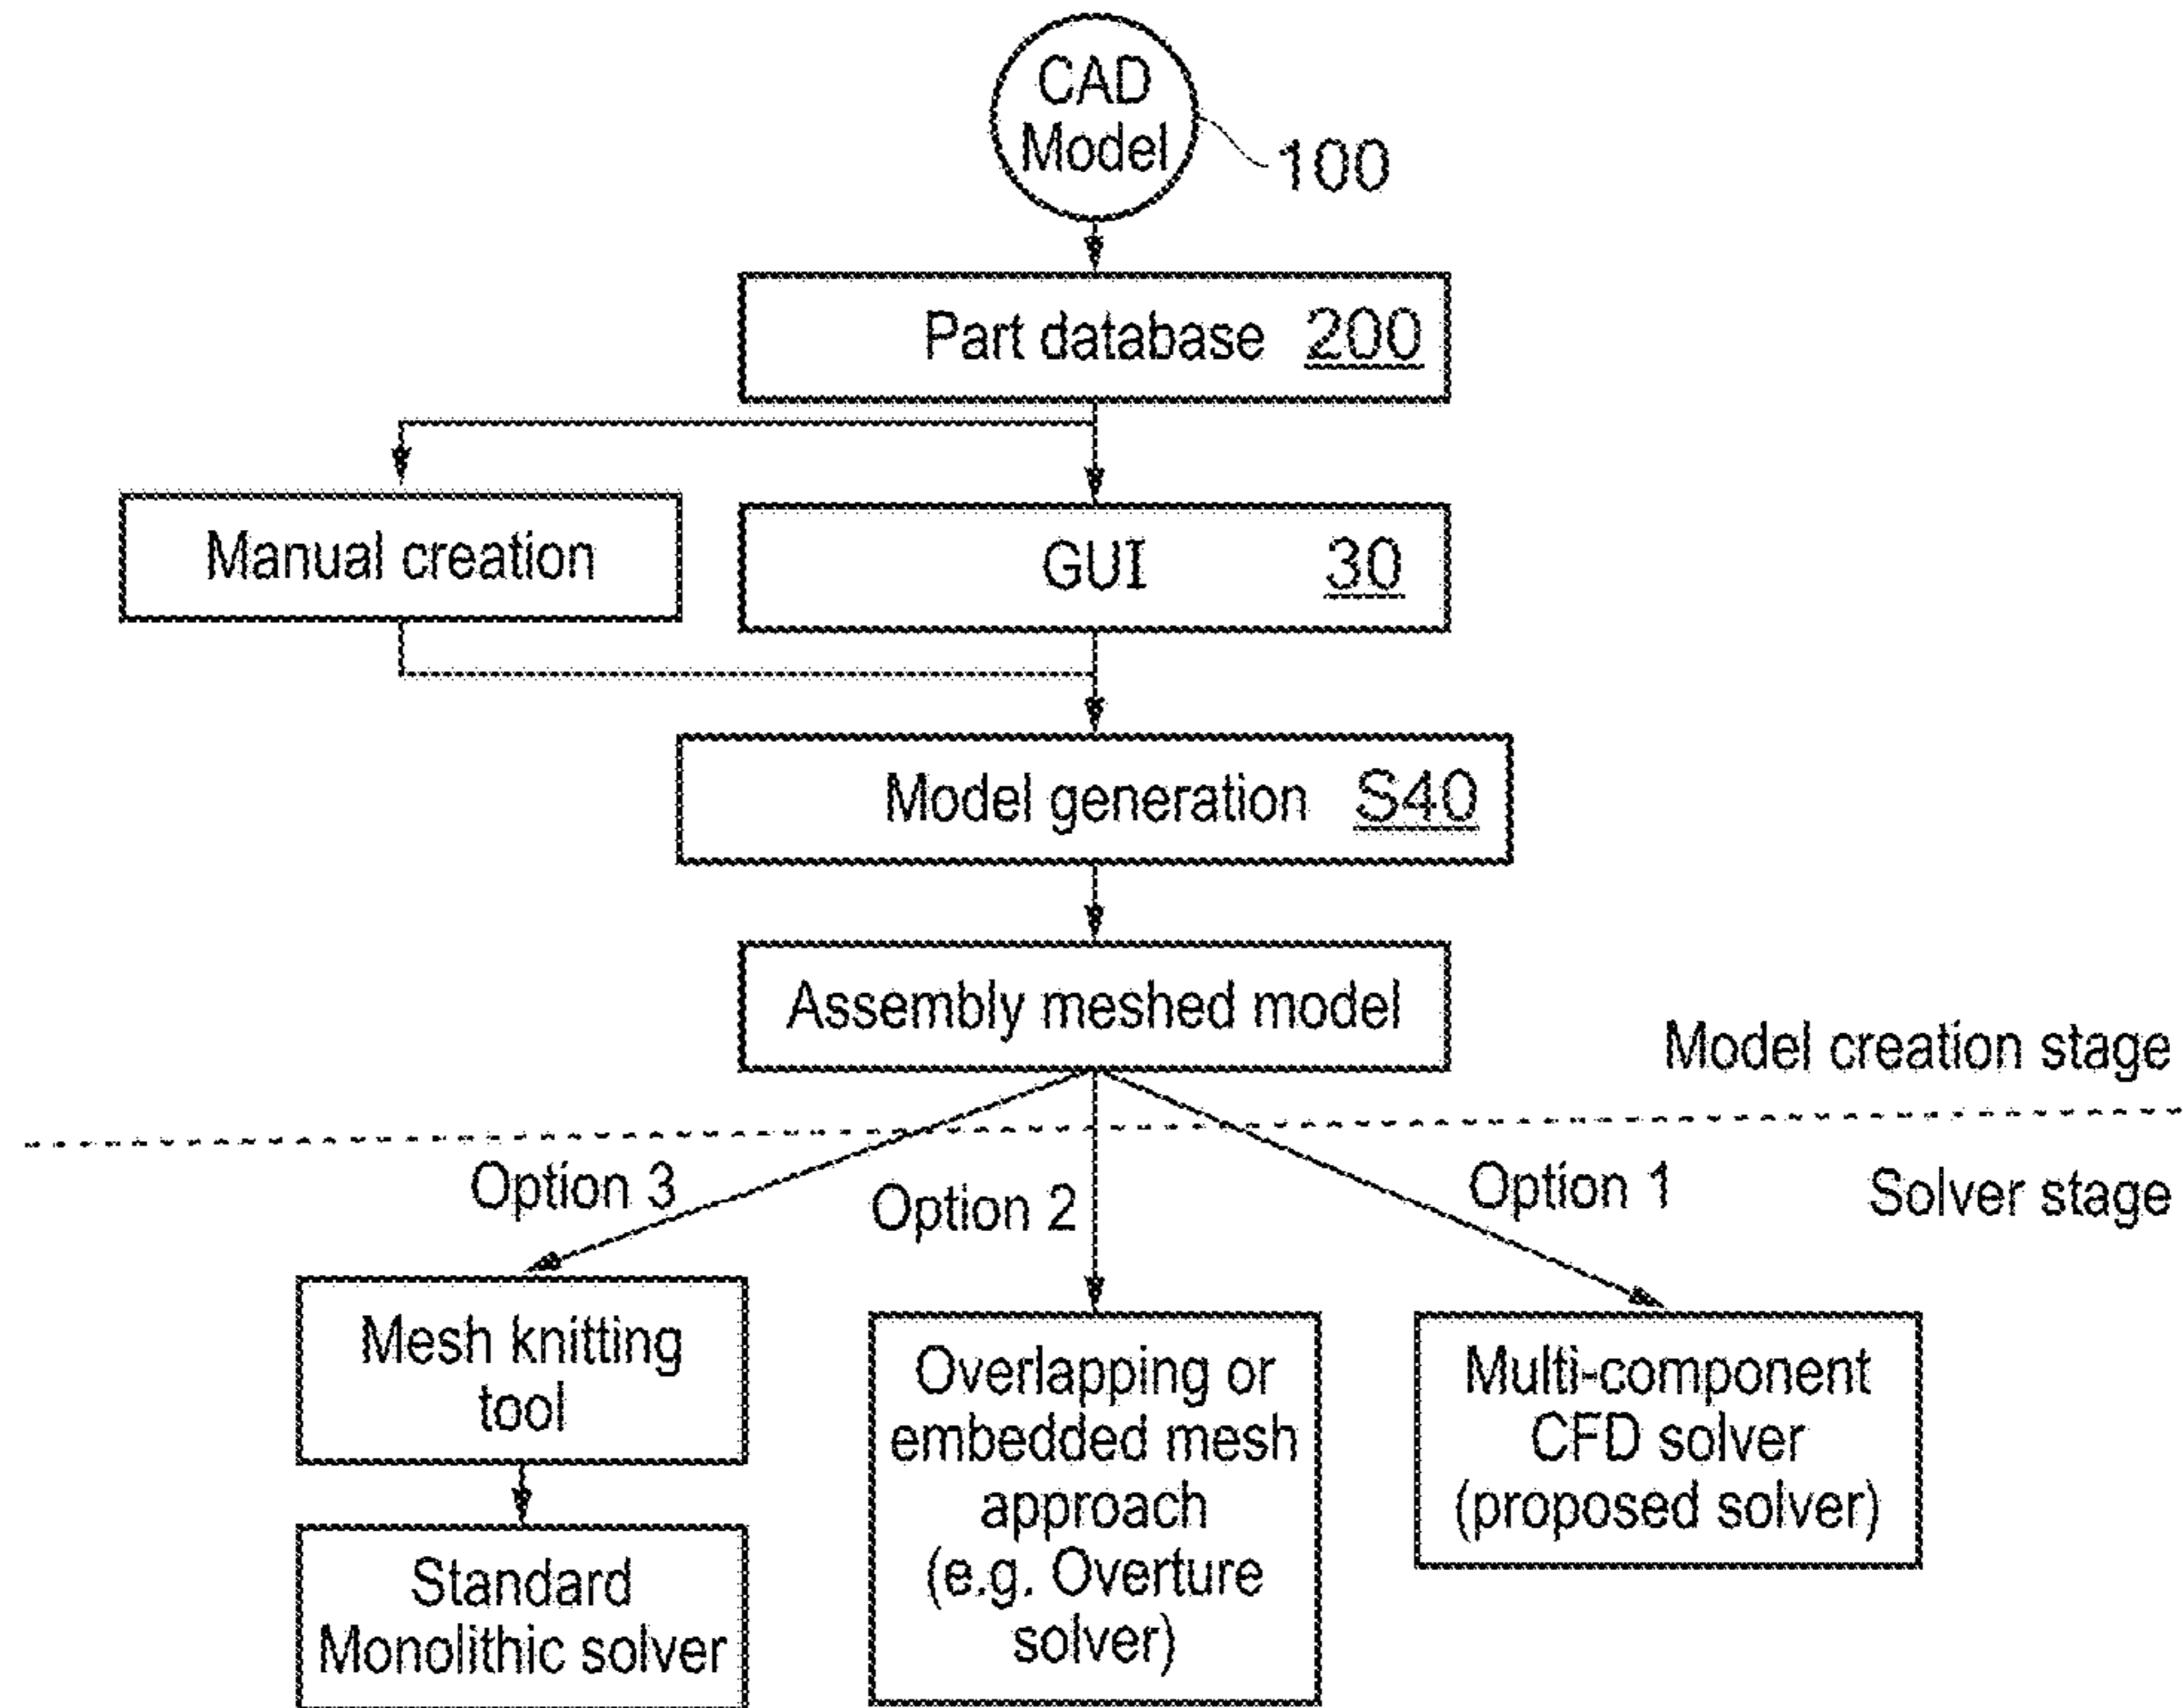 CAD
Model
100
Part database 200
Manual creation
GUI 30
Model generation S40
Assembly meshed model
Model creation stage
Option 3
Option 2
Option 1
Solver stage
Mesh knitting
tool
Standard
Monolithic solver
Overlapping or
embedded mesh
approach
(e.g. Overture
solver)
Multi-component
CFD solver
(proposed solver)